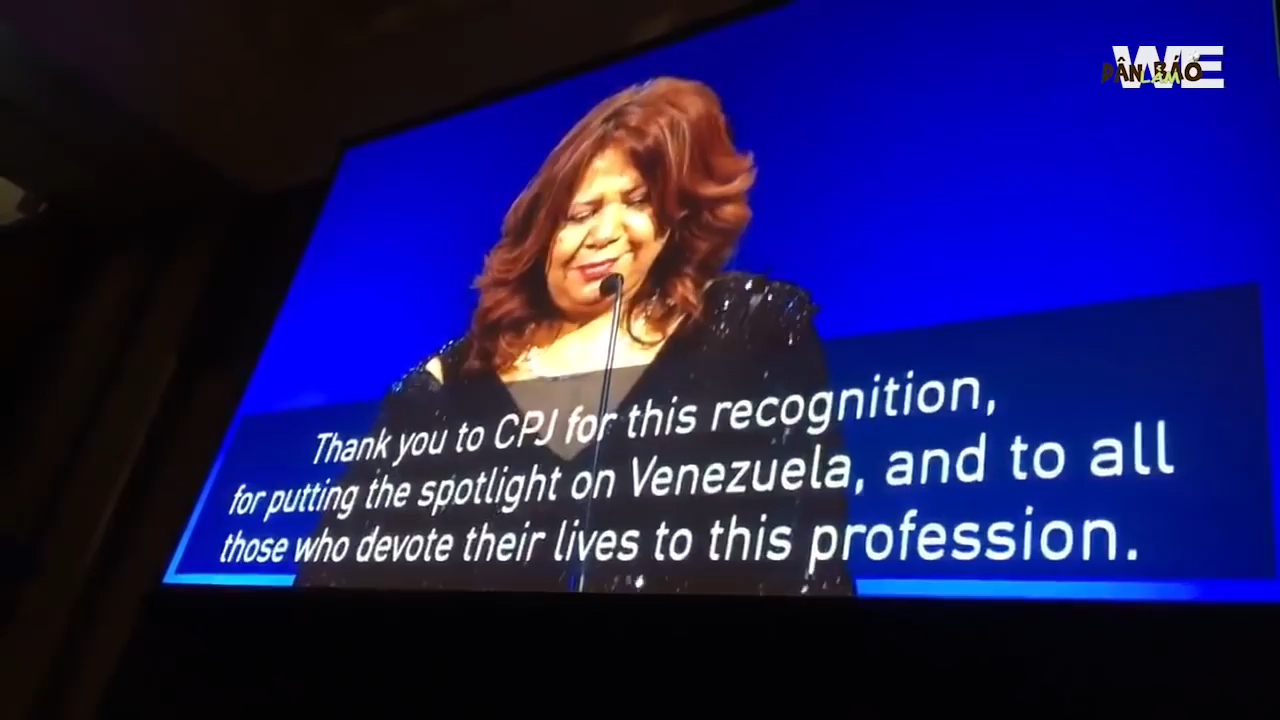 WE
DÂN LÀM BÁO
Thank you to CPJ for this recognition,
for putting the spotlight on Venezuela, and to all
those who devote their lives to this profession.